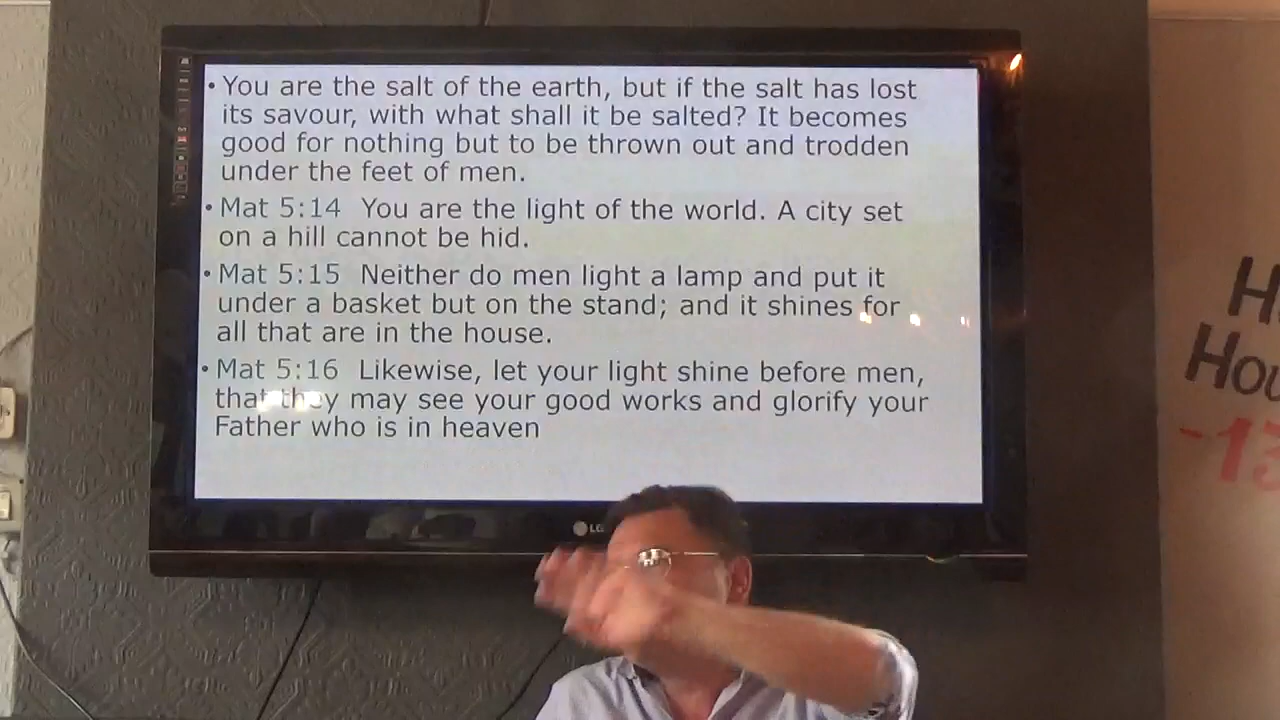 • You are the salt of the earth, but if the salt has lost
its savour, with what shall it be salted? It becomes
good for nothing but to be thrown out and trodden
under the feet of men.
• Mat 5:14 You are the light of the world. A city set
on a hill cannot be hid.
• Mat 5:15 Neither do men light a lamp and put it
under a basket but on the stand; and it shines for
all that are in the house.
• Mat 5:16 Likewise, let your light shine before men,
that they may see your good works and glorify your
Father who is in heaven
LG
H
Hou
-13